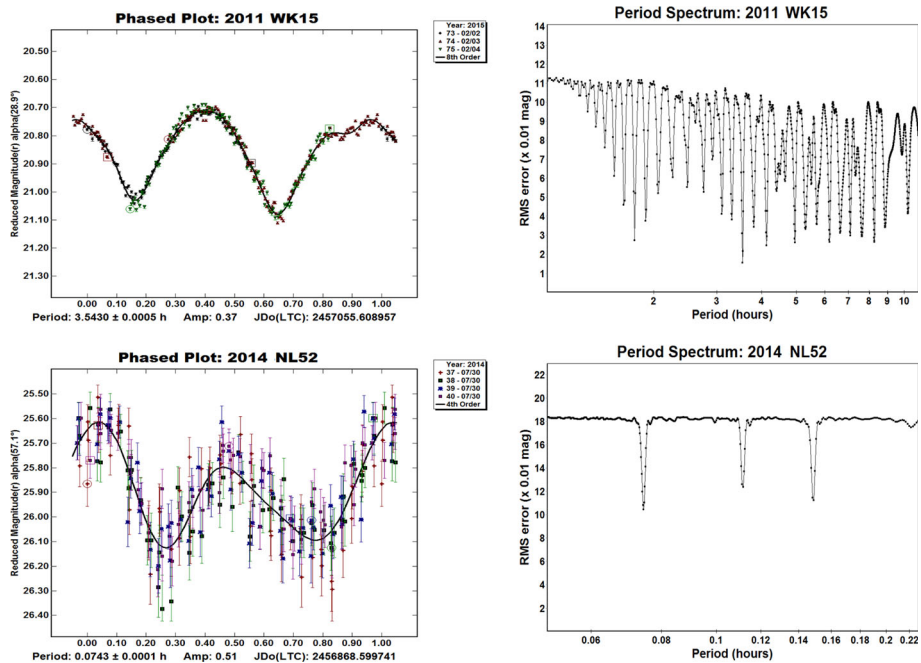 Phased Plot: 2011 WK15
Year: 2015
73 - 02/02
74 - 02/03
75 - 02/04
8th Order
Reduced Magnitude(r) alpha(28.9°)
20.50
20.60
20.70
20.80
20.90
21.00
21.10
21.20
21.30
0.00 0.10 0.20 0.30 0.40 0.50 0.60 0.70 0.80 0.90 1.00
Period: 3.5430 ± 0.0005 h Amp: 0.37 JDo(LTC): 2457055.608957
Period Spectrum: 2011 WK15
RMS error (x 0.01 mag)
14
13
12
11
10
9
8
7
6
5
4
3
2
1
2 3 4 5 6 7 8 9 10
Period (hours)
Phased Plot: 2014 NL52
Year: 2014
37 - 07/30
38 - 07/30
39 - 07/30
40 - 07/30
4th Order
Reduced Magnitude(r) alpha(57.1°)
25.50
25.60
25.70
25.80
25.90
26.00
26.10
26.20
26.30
26.40
0.00 0.10 0.20 0.30 0.40 0.50 0.60 0.70 0.80 0.90 1.00
Period: 0.0743 ± 0.0001 h Amp: 0.51 JDo(LTC): 2456868.599741
Period Spectrum: 2014 NL52
RMS error (x 0.01 mag)
22
20
18
16
14
12
10
8
6
4
2
0.06 0.08 0.1 0.12 0.14 0.16 0.18 0.2 0.22
Period (hours)